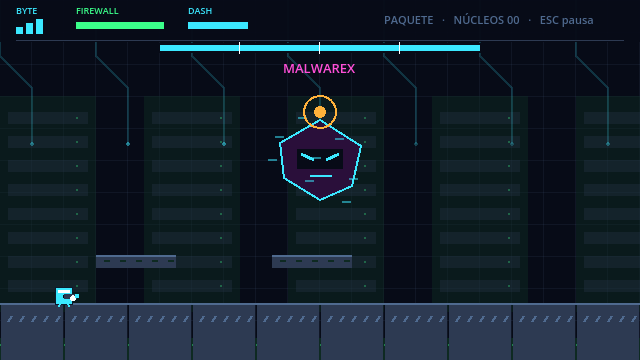 BYTE
FIREWALL
DASH
PAQUETE · NÚCLEOS 00 · ESC pausa
MALWAREX